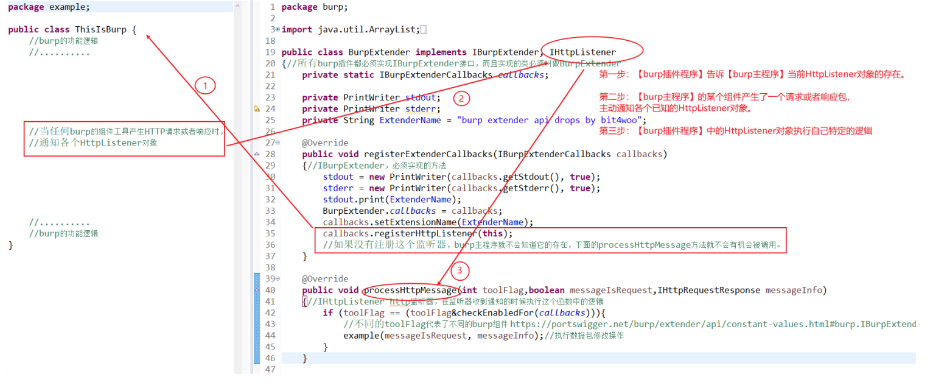 package example;
public class ThisIsBurp {
//burp的功能逻辑
//..........
①
//当任何burp的组件工具产生HTTP请求或者响应时,
//通知各个HttpListener对象
//..........
//burp的功能逻辑
}
1 package burp;
2
3 import java.util.ArrayList;
18
19 public class BurpExtender implements IBurpExtender, IHttpListener
20 {//所有burp插件都必须实现IBurpExtender接口,而且实现的类必须叫做BurpExtender
21 private static IBurpExtenderCallbacks callbacks;
22
23 private PrintWriter stdout;
24 private PrintWriter stderr;
25 private String ExtenderName = "burp extender api drops by bit4woo";
26
27 @Override
28 public void registerExtenderCallbacks(IBurpExtenderCallbacks callbacks)
29 {//IBurpExtender,必须实现的方法
30 stdout = new PrintWriter(callbacks.getStdout(), true);
31 stderr = new PrintWriter(callbacks.getStderr(), true);
32 stdout.print(ExtenderName);
33 BurpExtender.callbacks = callbacks;
34 callbacks.setExtensionName(ExtenderName);
35 callbacks.registerHttpListener(this);
36 //如果没有注册这个监听器,burp主程序就不会知道它的存在,下面的processHttpMessage方法就不会有机会被调用。
37 }
38
39 @Override
40 public void processHttpMessage(int toolFlag,boolean messageIsRequest,IHttpRequestResponse messageInfo)
41 {//IHttpListener http监听器,在监听器收到通知的时候执行这个函数中的逻辑
42 if (toolFlag == (toolFlag&checkEnabledFor(callbacks))){
43 //不同的toolFlag代表了不同的burp组件 https://portswigger.net/burp/extender/api/constant-values.html#burp.IBurpExtend
44 example(messageIsRequest, messageInfo);//执行数据包修改操作
45 }
46 }
②
③
第一步:【burp插件程序】告诉【burp主程序】当前HttpListener对象的存在。
第二步:【burp主程序】的某个组件产生了一个请求或者响应包,
主动通知各个已知的HttpListener对象。
第三步:【burp插件程序】中的HttpListener对象执行自己特定的逻辑